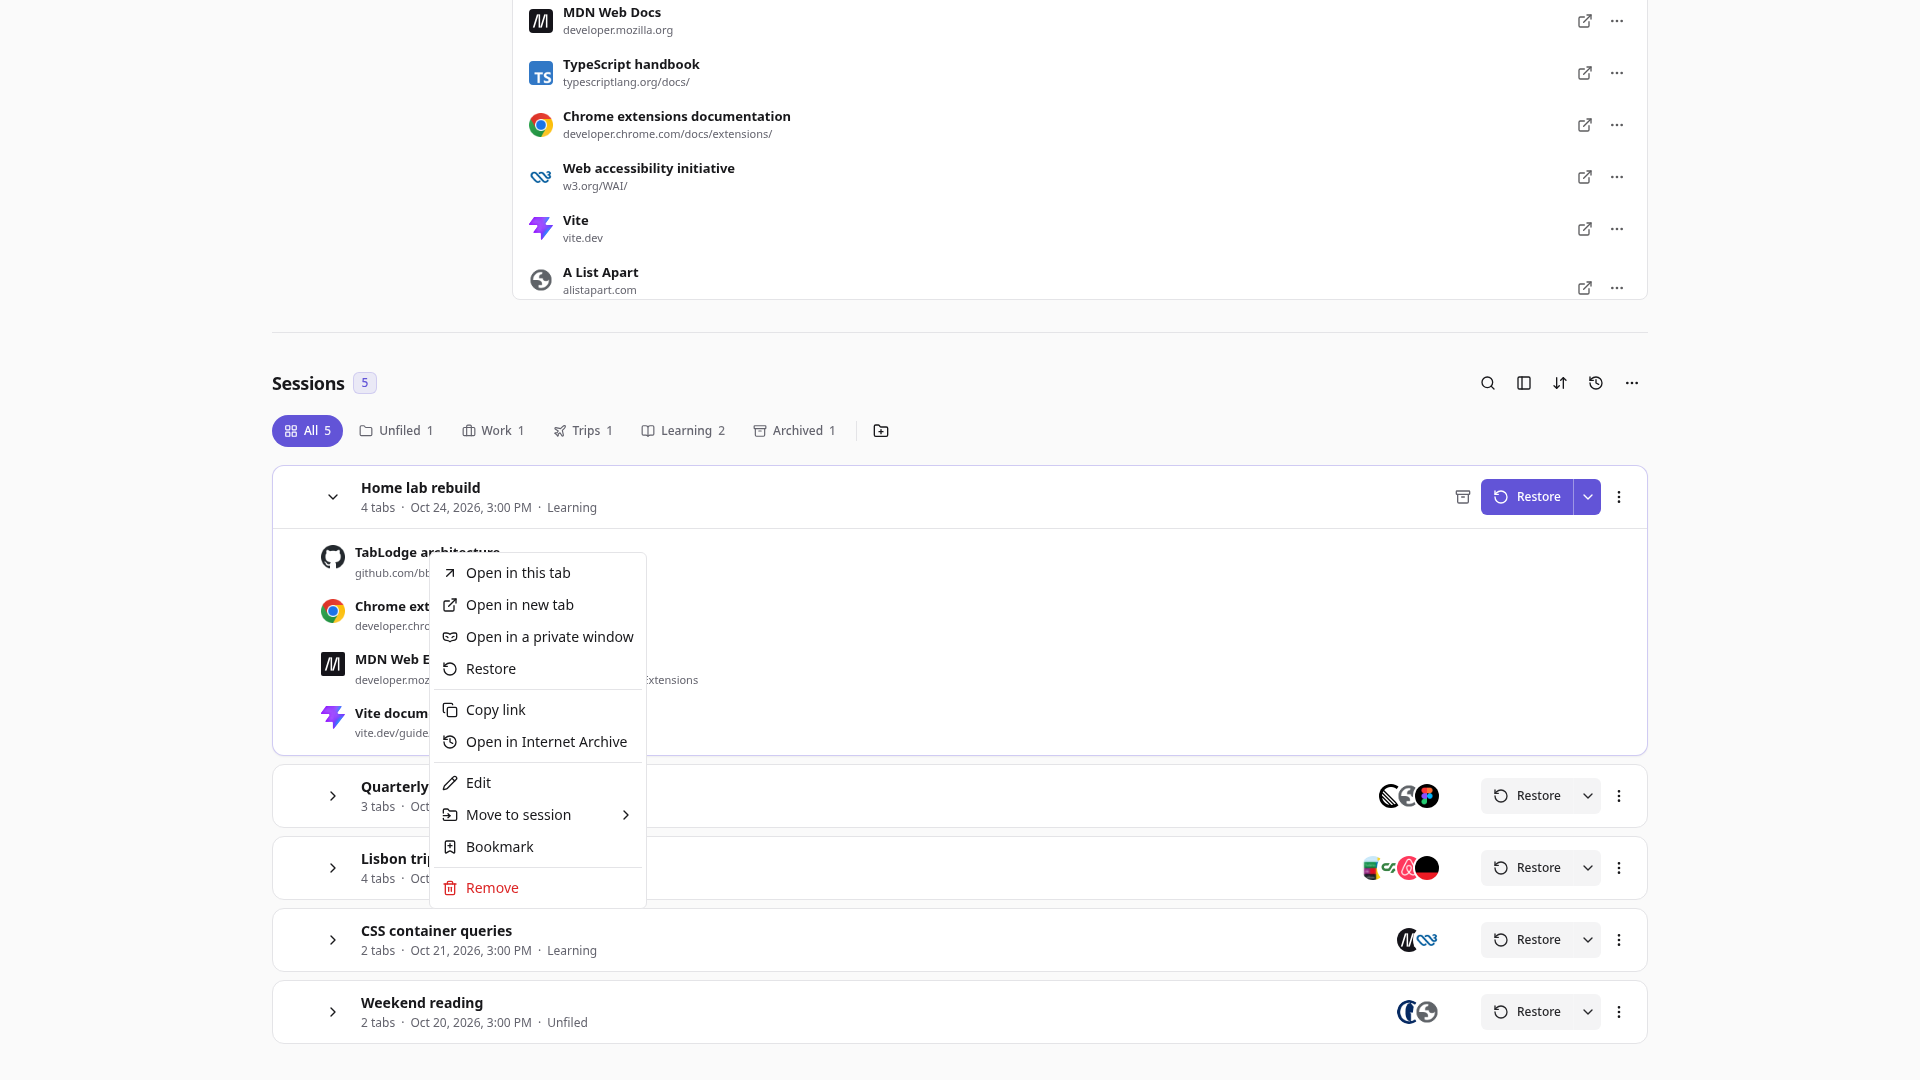 MDN Web Docs
developer.mozilla.org
TypeScript handbook
typescriptlang.org/docs/
Chrome extensions documentation
developer.chrome.com/docs/extensions/
Web accessibility initiative
w3.org/WAI/
Vite
vite.dev
A List Apart
alistapart.com
Sessions 5
All 5 Unfiled 1 Work 1 Trips 1 Learning 2 Archived 1
Home lab rebuild
4 tabs · Oct 24, 2026, 3:00 PM · Learning
Restore
TabLodge architecture
github.com/bb
Chrome ext
developer.chro
MDN Web E
developer.moz
Extensions
Vite docum
vite.dev/guide
Open in this tab
Open in new tab
Open in a private window
Restore
Copy link
Open in Internet Archive
Edit
Move to session
Bookmark
Remove
Quarterly
3 tabs · Oct
Restore
Lisbon trip
4 tabs · Oct
Restore
CSS container queries
2 tabs · Oct 21, 2026, 3:00 PM · Learning
Restore
Weekend reading
2 tabs · Oct 20, 2026, 3:00 PM · Unfiled
Restore